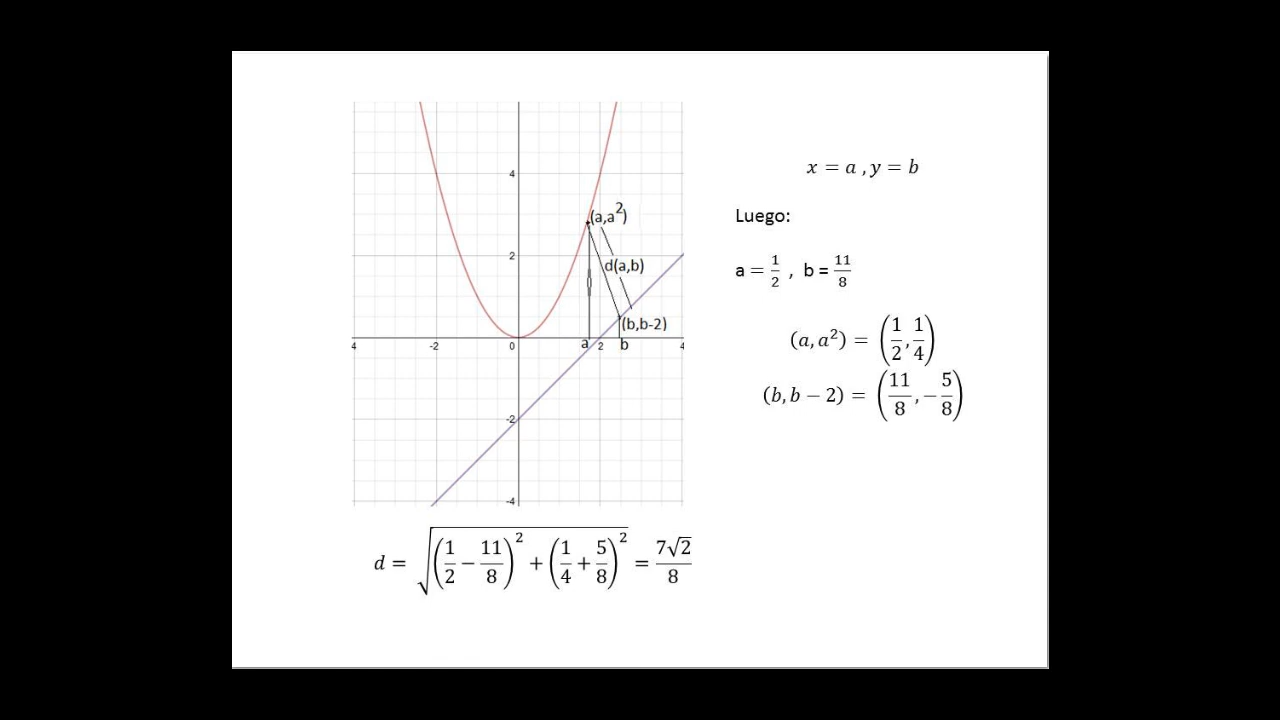 4
(a,a²)
2
d(a,b)
(b,b-2)
4 -2 0 a 2 b 4
-2
-4
x = a , y = b
Luego:
a = 1/2 , b = 11/8
(a, a²) = (1/2, 1/4)
(b, b − 2) = (11/8, −5/8)
d = √((1/2 − 11/8)² + (1/4 + 5/8)²) = 7√2/8